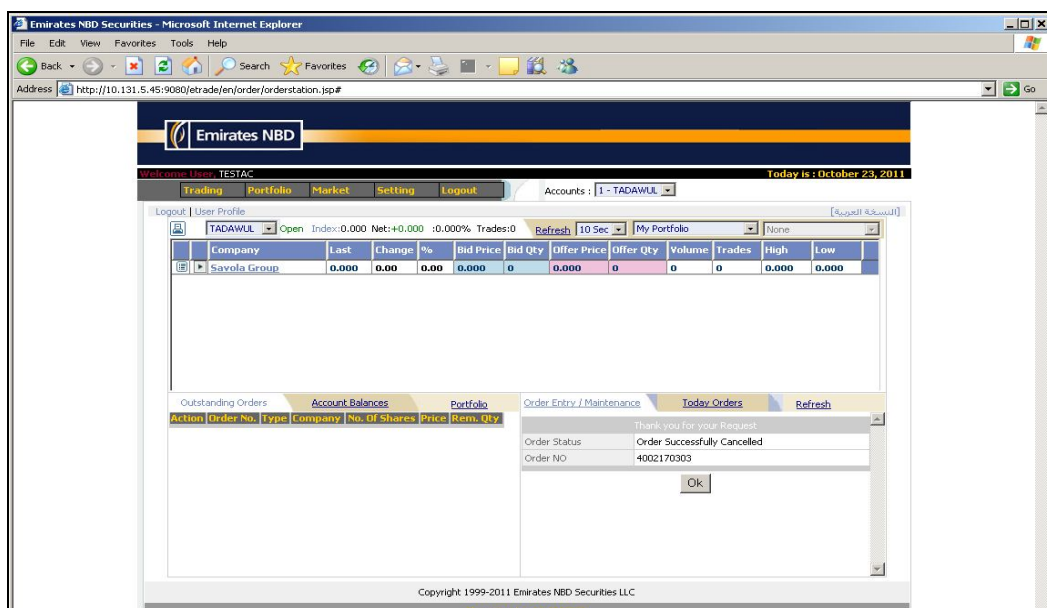 Emirates NBD Securities - Microsoft Internet Explorer
File Edit View Favorites Tools Help
Back Search Favorites
Address http://10.131.5.45:9080/etrade/en/order/orderstation.jsp# Go
Emirates NBD
Welcome User, TESTAC Today is : October 23, 2011
Trading Portfolio Market Setting Logout Accounts : 1 - TADAWUL
Logout | User Profile [النسخة العربية]
TADAWUL Open Index:0.000 Net:+0.000 :0.000% Trades:0 Refresh 10 Sec My Portfolio None
Company Last Change % Bid Price Bid Qty Offer Price Offer Qty Volume Trades High Low
Savola Group 0.000 0.00 0.00 0.000 0 0.000 0 0 0 0.000 0.000
Outstanding Orders Account Balances Portfolio Order Entry / Maintenance Today Orders Refresh
Action Order No. Type Company No. Of Shares Price Rem. Qty
Thank you for your Request
Order Status Order Successfully Cancelled
Order NO 4002170303
Ok
Copyright 1999-2011 Emirates NBD Securities LLC